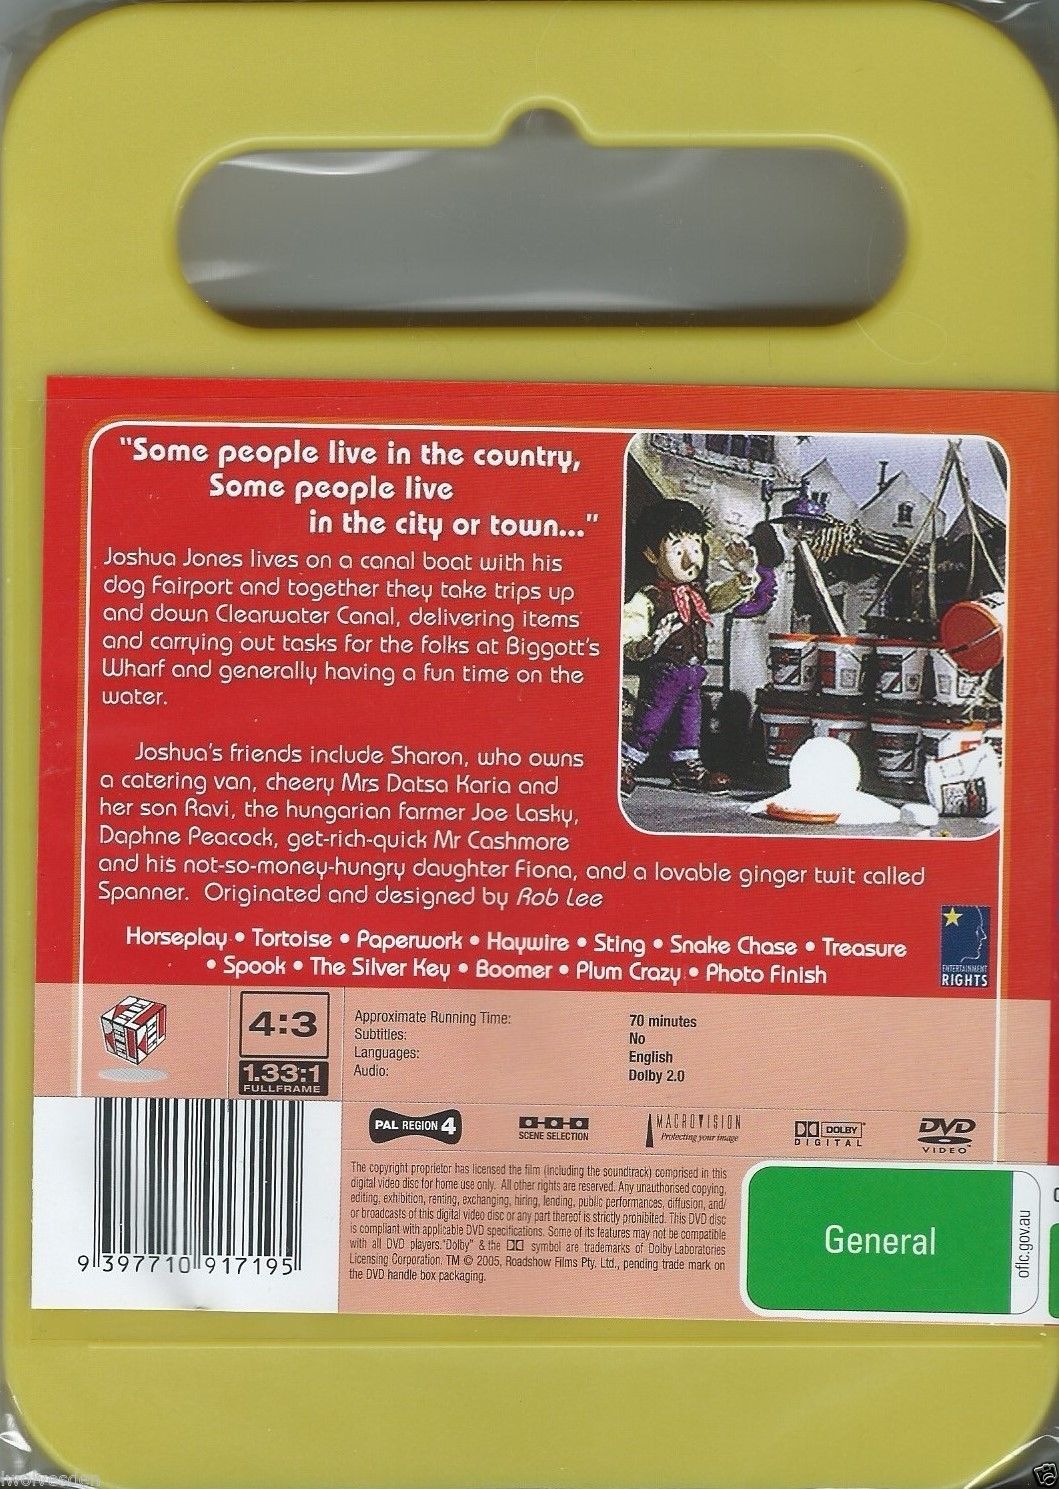 "Some people live in the country,
Some people live
in the city or town..."
Joshua Jones lives on a canal boat with his
dog Fairport and together they take trips up
and down Clearwater Canal, delivering items
and carrying out tasks for the folks at Biggott's
Wharf and generally having a fun time on the
water.
Joshua's friends include Sharon, who owns
a catering van, cheery Mrs Datsa Karia and
her son Ravi, the hungarian farmer Joe Lasky,
Daphne Peacock, get-rich-quick Mr Cashmore
and his not-so-money-hungry daughter Fiona, and a lovable ginger twit called
Spanner. Originated and designed by Rob Lee
Horseplay • Tortoise • Paperwork • Haywire • Sting • Snake Chase • Treasure
• Spook • The Silver Key • Boomer • Plum Crazy • Photo Finish
ENTERTAINMENT
RIGHTS
4:3
1.33:1
FULLFRAME
Approximate Running Time: 70 minutes
Subtitles: No
Languages: English
Audio: Dolby 2.0
PAL REGION 4
SCENE SELECTION
MACROVISION
Protecting your image
DOLBY
DIGITAL
DVD
VIDEO
The copyright proprietor has licensed the film (including the soundtrack) comprised in this
digital video disc for home use only. All other rights are reserved. Any unauthorised copying,
editing, exhibition, renting, exchanging, hiring, lending, public performances, diffusion, and/
or broadcasts of this digital video disc or any part thereof is strictly prohibited. This DVD disc
is compliant with applicable DVD specifications. Some of its features may not be compatible
with all DVD players. "Dolby" & the DD symbol are trademarks of Dolby Laboratories
Licensing Corporation. TM © 2005, Roadshow Films Pty. Ltd., pending trade mark on
the DVD handle box packaging.
General
oflc.gov.au
9 397710 917195